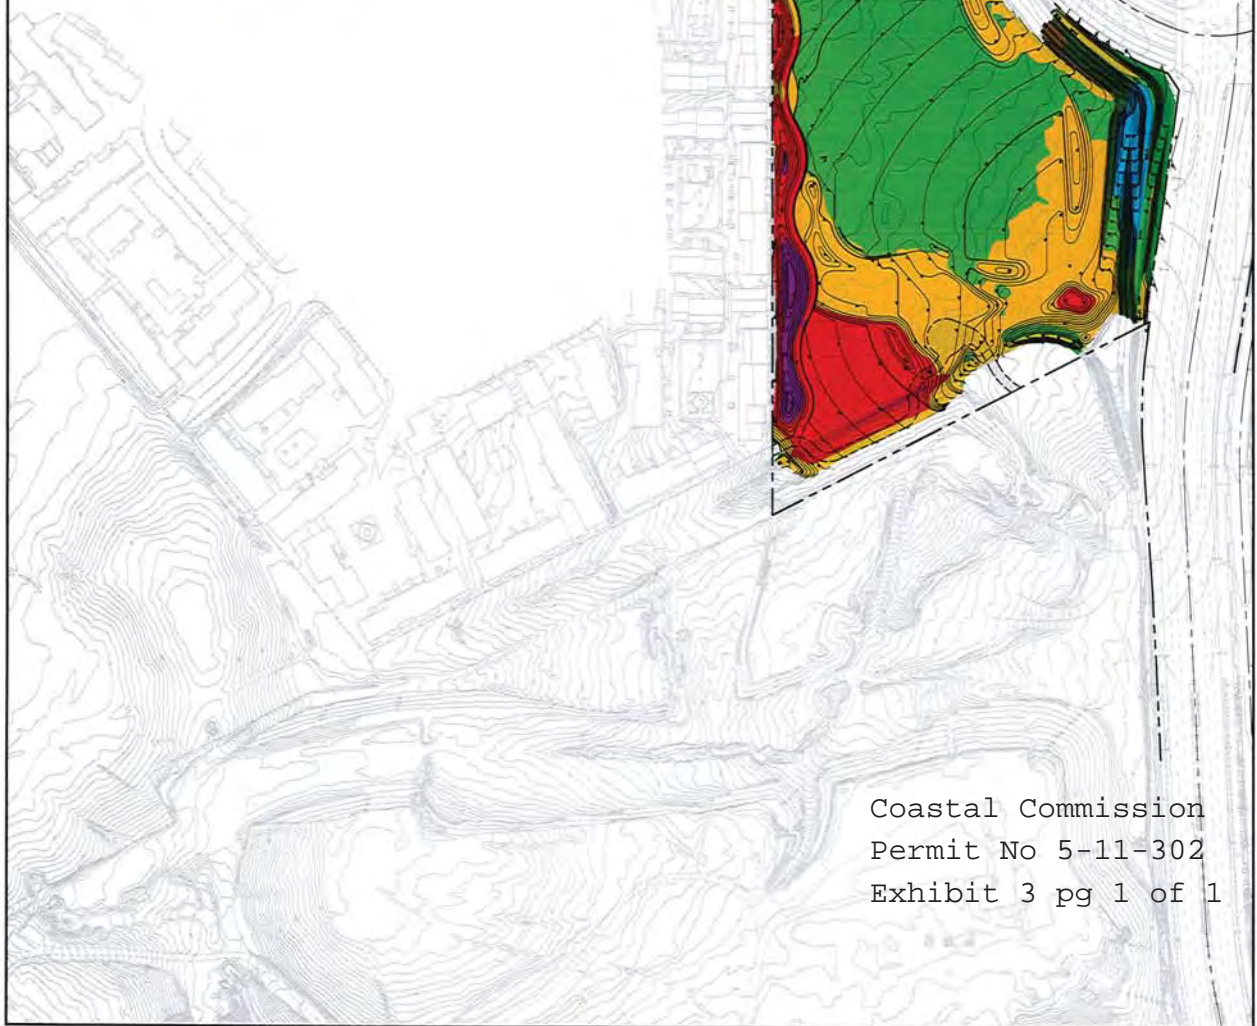 Coastal Commission
Permit No 5-11-302
Exhibit 3 pg 1 of 1